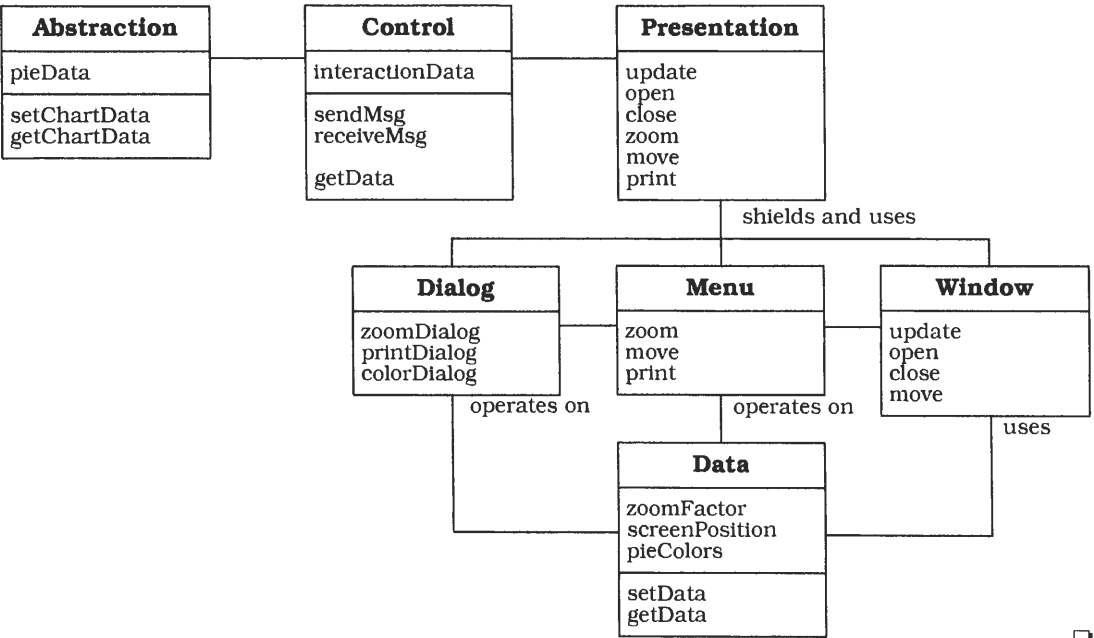 Abstraction
pieData
setChartData
getChartData
Control
interactionData
sendMsg
receiveMsg
getData
Presentation
update
open
close
zoom
move
print
shields and uses
Dialog
zoomDialog
printDialog
colorDialog
Menu
zoom
move
print
Window
update
open
close
move
operates on
operates on
uses
Data
zoomFactor
screenPosition
pieColors
setData
getData